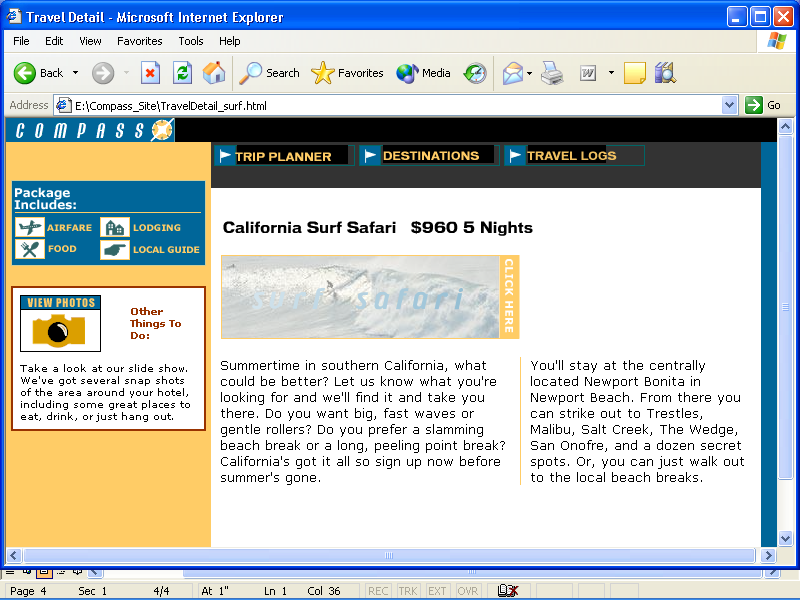 Travel Detail - Microsoft Internet Explorer
File Edit View Favorites Tools Help
Back Search Favorites Media
Address E:\Compass_Site\TravelDetail_surf.html Go
COMPASS
TRIP PLANNER DESTINATIONS TRAVEL LOGS
Package
Includes:
AIRFARE LODGING
FOOD LOCAL GUIDE
VIEW PHOTOS
Other
Things To
Do:
Take a look at our slide show.
We've got several snap shots
of the area around your hotel,
including some great places to
eat, drink, or just hang out.
California Surf Safari $960 5 Nights
surf safari
CLICK HERE
Summertime in southern California, what
could be better? Let us know what you're
looking for and we'll find it and take you
there. Do you want big, fast waves or
gentle rollers? Do you prefer a slamming
beach break or a long, peeling point break?
California's got it all so sign up now before
summer's gone.
You'll stay at the centrally
located Newport Bonita in
Newport Beach. From there you
can strike out to Trestles,
Malibu, Salt Creek, The Wedge,
San Onofre, and a dozen secret
spots. Or, you can just walk out
to the local beach breaks.
Page 4 Sec 1 4/4 At 1" Ln 1 Col 36 REC TRK EXT OVR